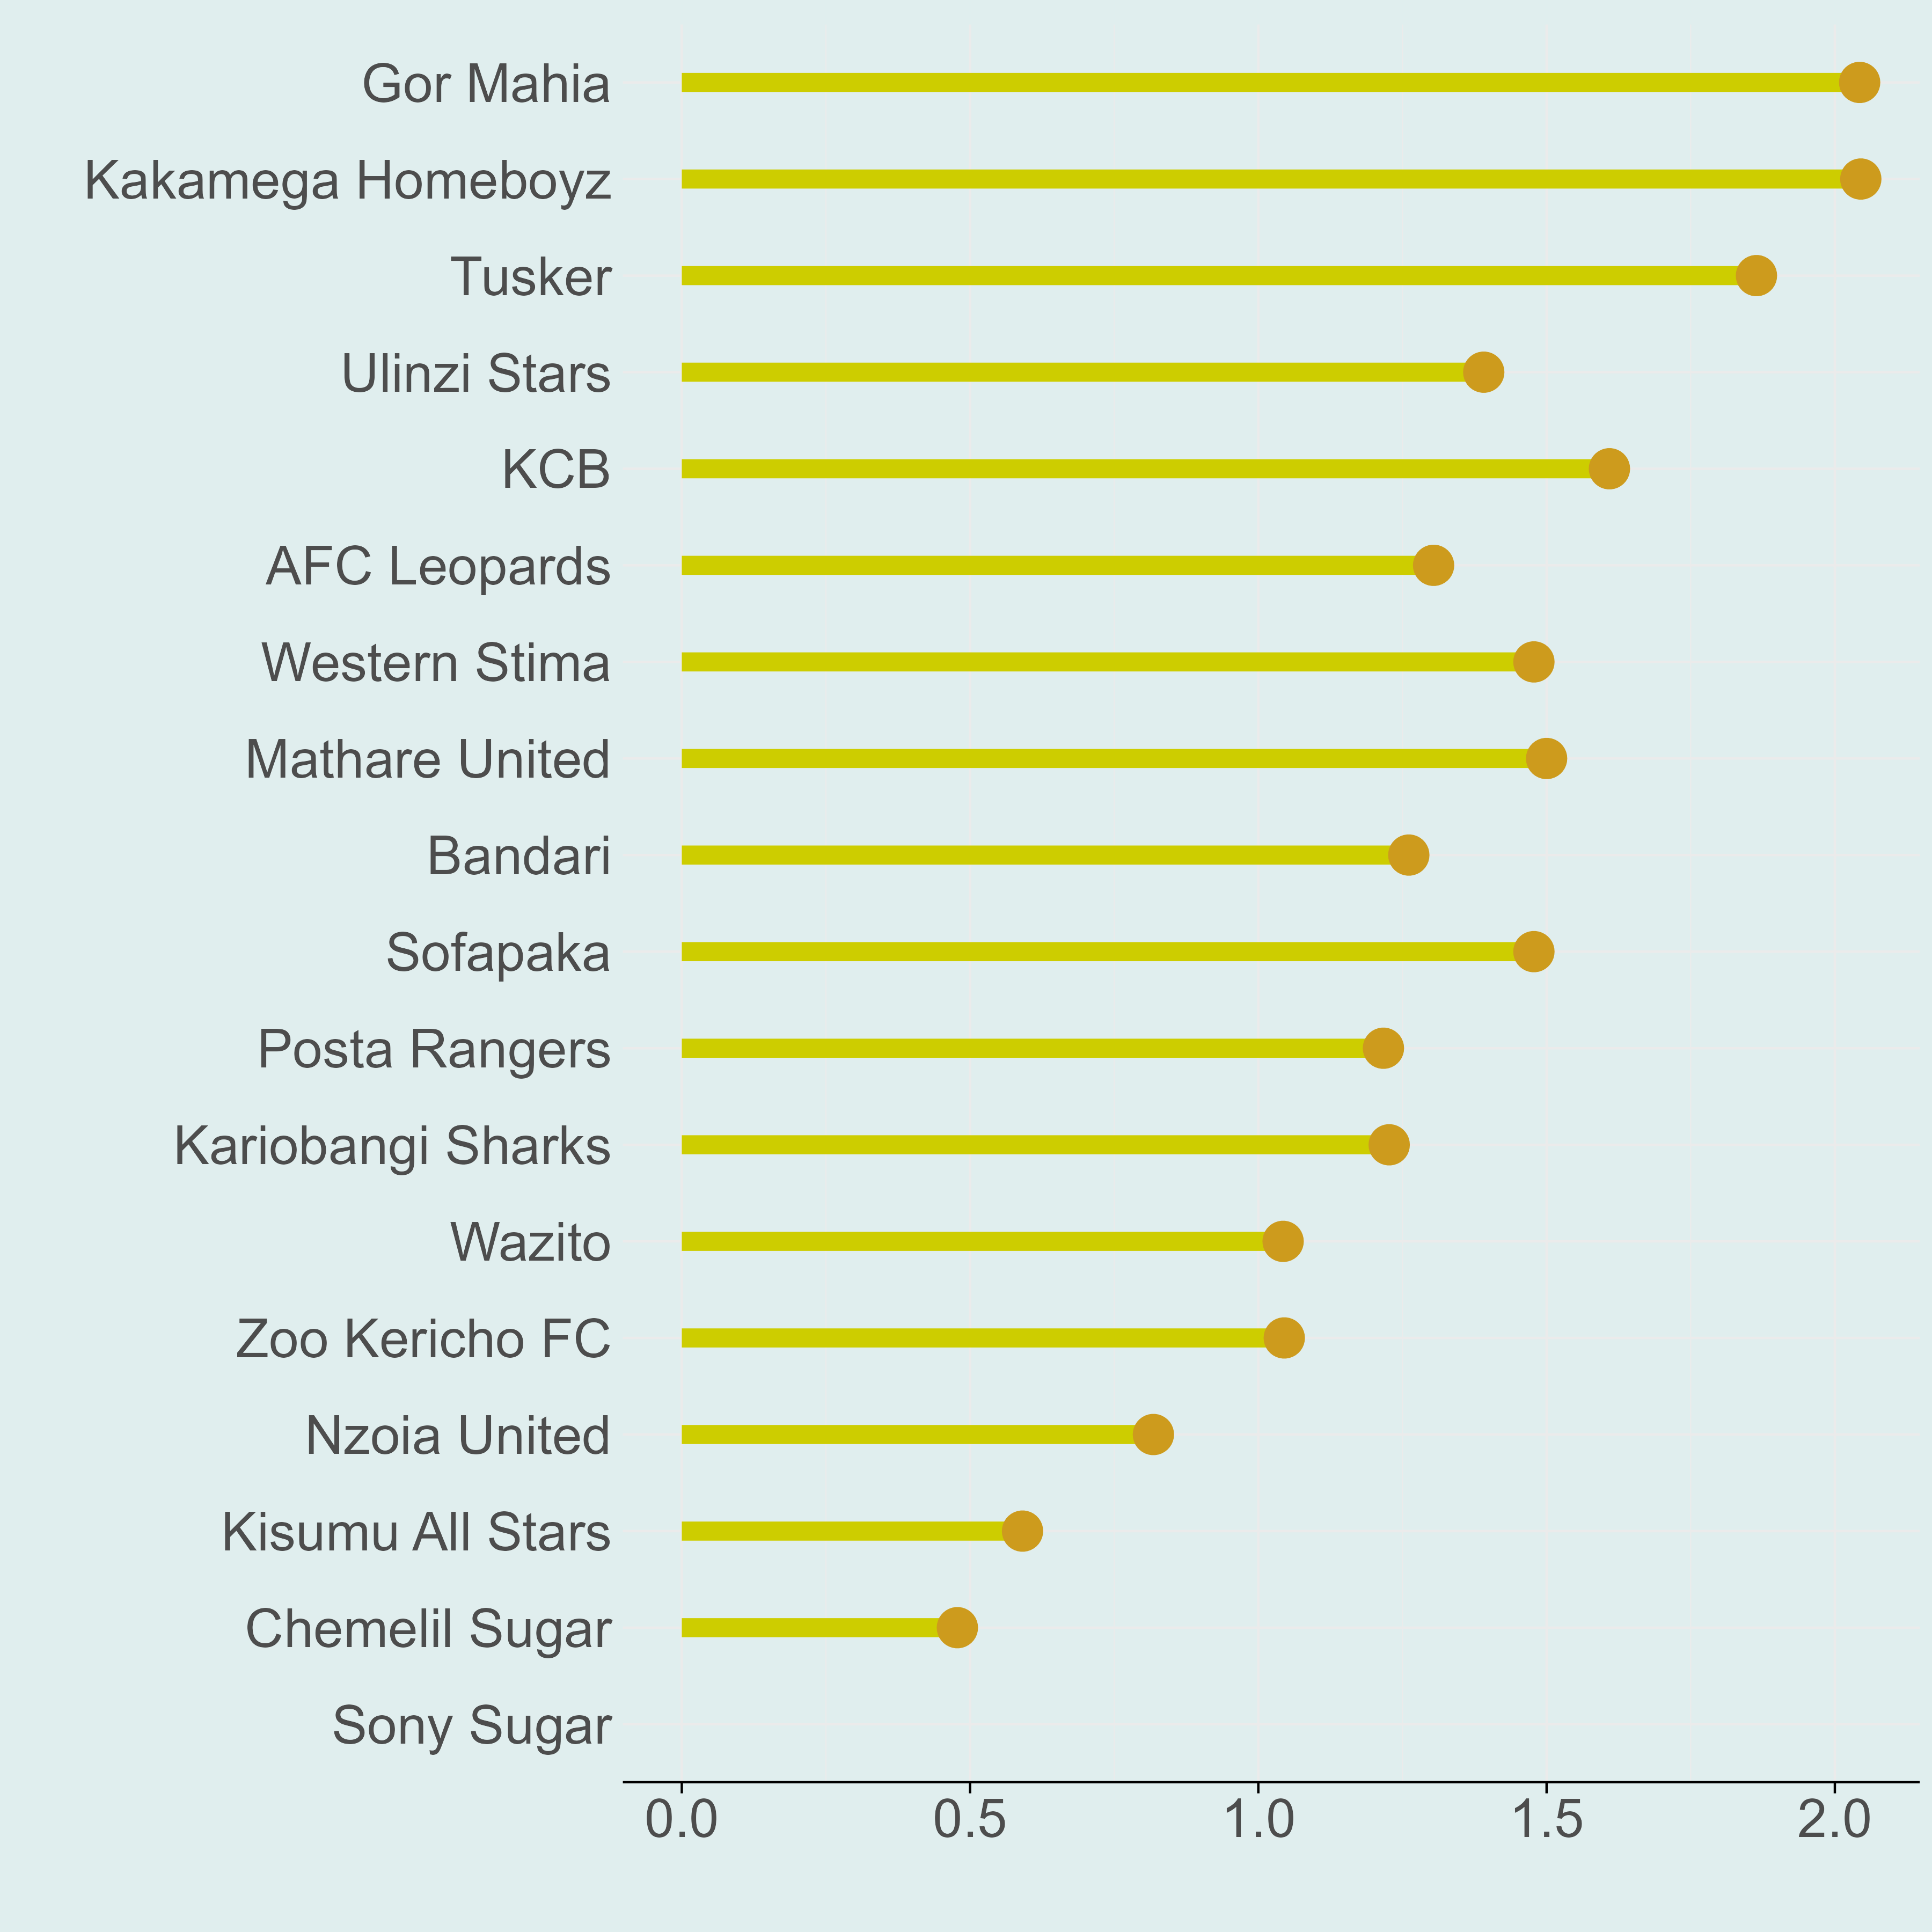 Gor Mahia
Kakamega Homeboyz
Tusker
Ulinzi Stars
KCB
AFC Leopards
Western Stima
Mathare United
Bandari
Sofapaka
Posta Rangers
Kariobangi Sharks
Wazito
Zoo Kericho FC
Nzoia United
Kisumu All Stars
Chemelil Sugar
Sony Sugar
0.0 0.5 1.0 1.5 2.0